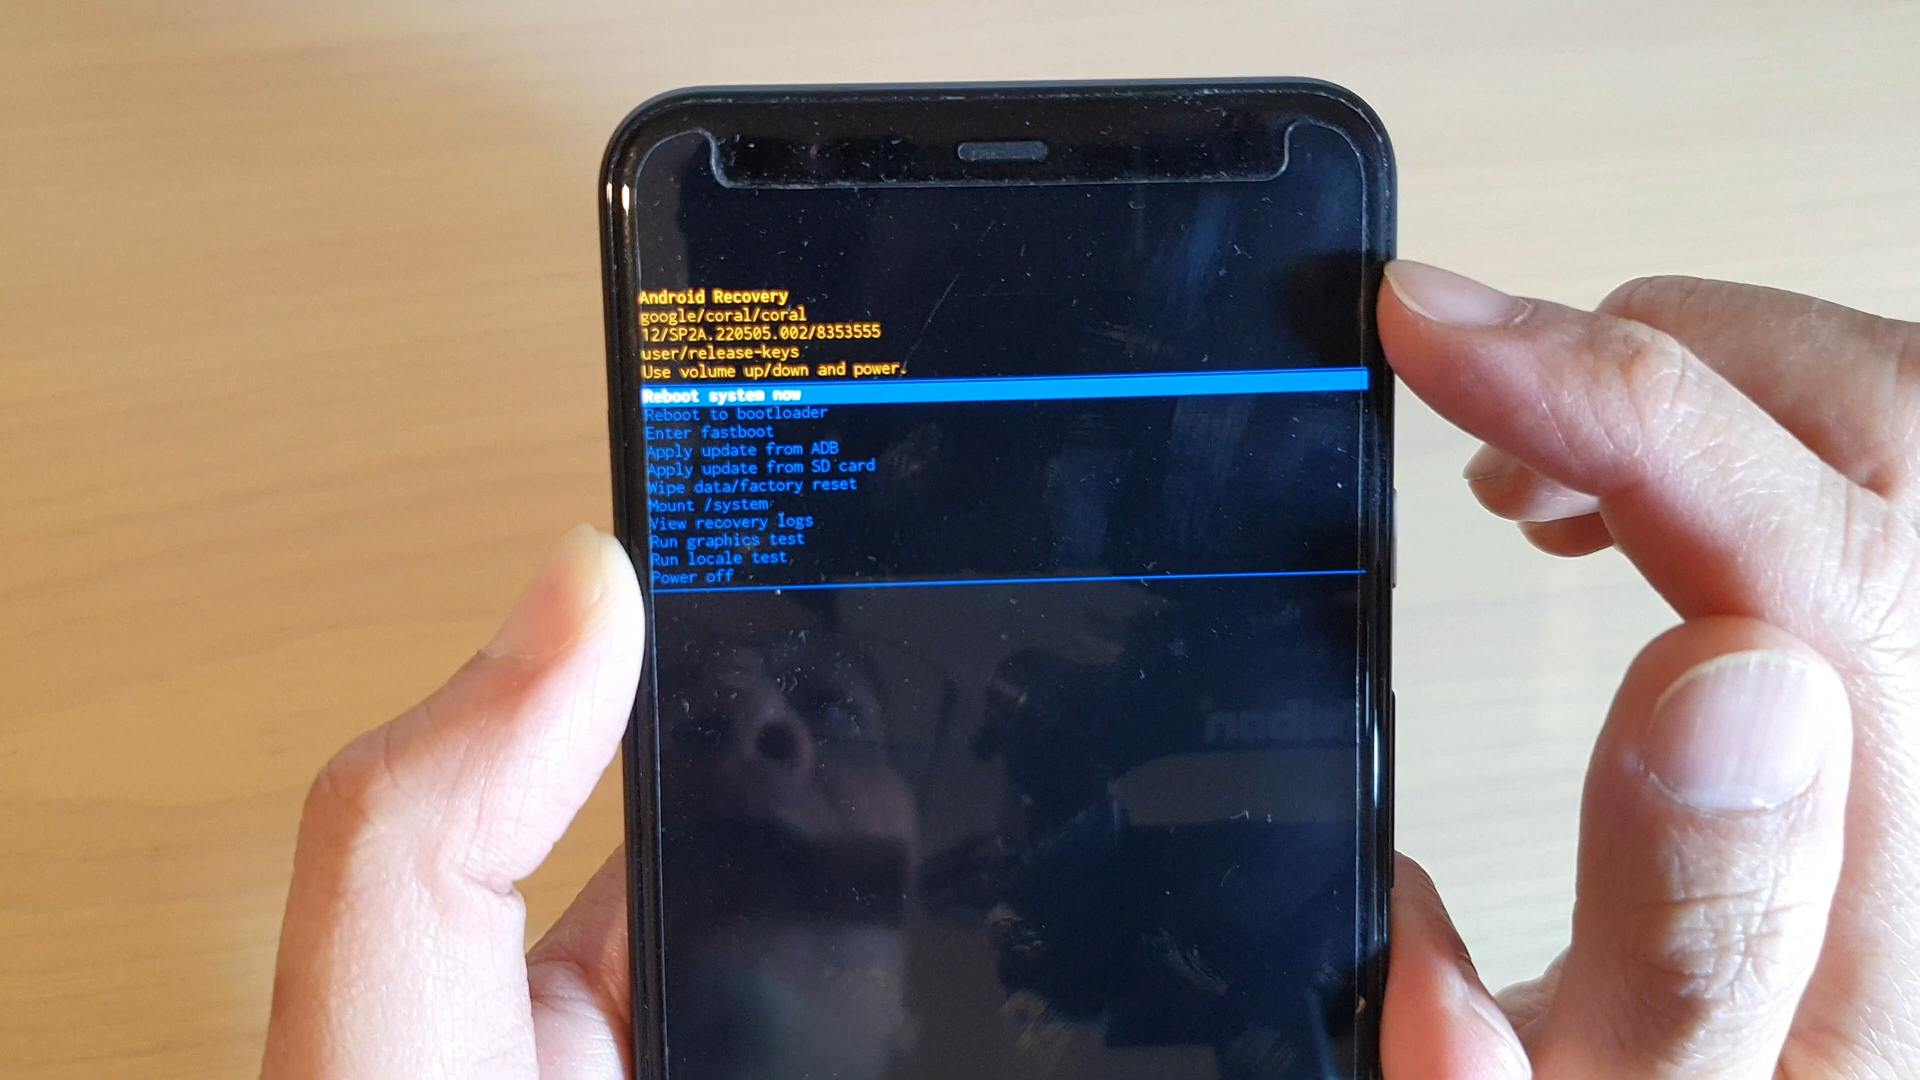 Android Recovery
google/coral/coral
12/SP2A.220505.002/8353555
user/release-keys
Use volume up/down and power.
Reboot system now
Reboot to bootloader
Enter fastboot
Apply update from ADB
Apply update from SD card
Wipe data/factory reset
Mount /system
View recovery logs
Run graphics test
Run locale test
Power off